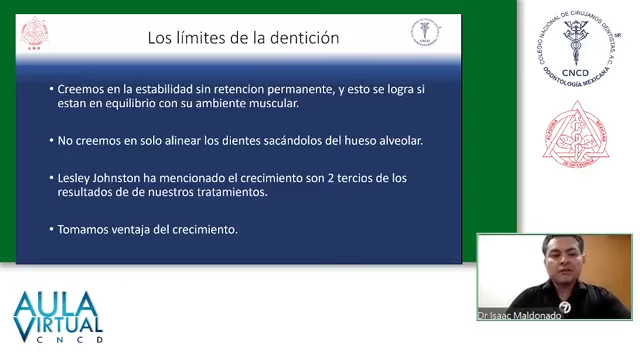 Los límites de la dentición
• Creemos en la estabilidad sin retencion permanente, y esto se logra si
estan en equilibrio con su ambiente muscular.
• No creemos en solo alinear los dientes sacándolos del hueso alveolar.
• Lesley Johnston ha mencionado el crecimiento son 2 tercios de los
resultados de de nuestros tratamientos.
• Tomamos ventaja del crecimiento.
COLEGIO NACIONAL DE CIRUJANOS DENTISTAS, A.C.
MR
CNCD
ODONTOLOGÍA MEXICANA
Dr Isaac Maldonado
AULA
VIRTUAL
CNCD